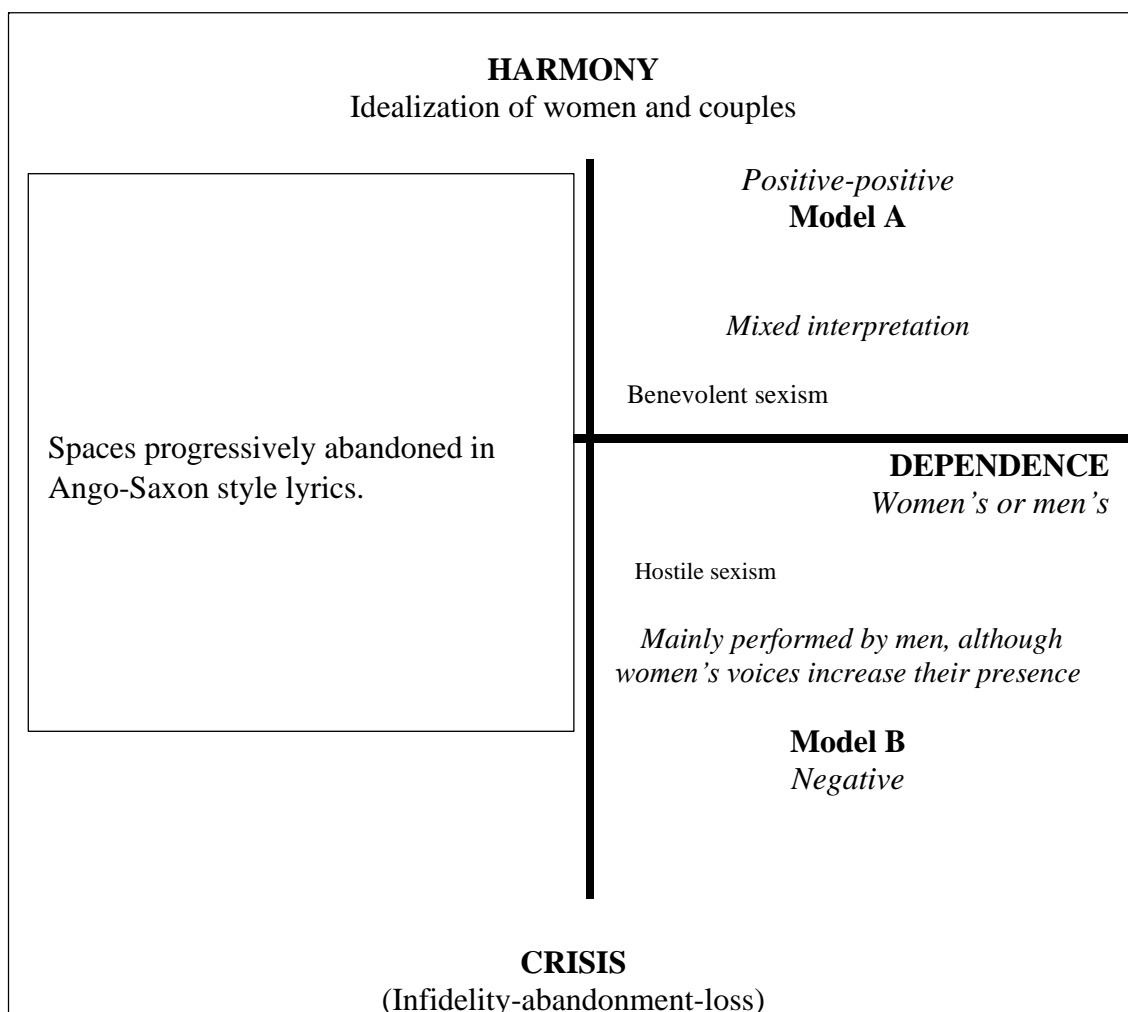 HARMONY
Idealization of women and couples
Positive-positive
Model A
Mixed interpretation
Benevolent sexism
Spaces progressively abandoned in
Ango-Saxon style lyrics.
DEPENDENCE
Women’s or men’s
Hostile sexism
Mainly performed by men, although
women’s voices increase their presence
Model B
Negative
CRISIS
(Infidelity-abandonment-loss)